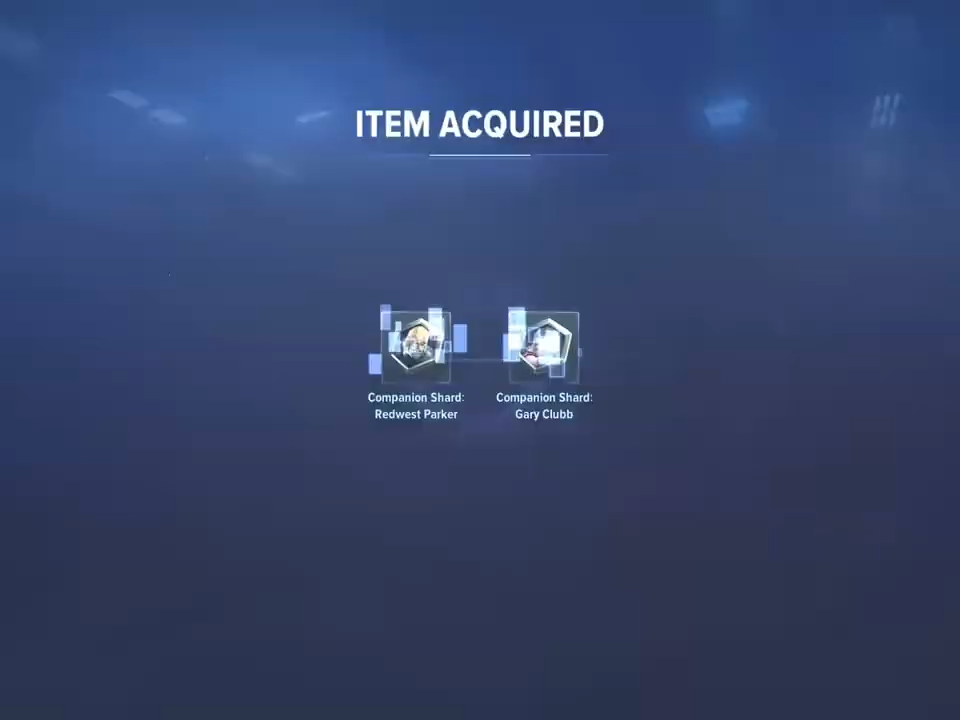 ITEM ACQUIRED
Companion Shard:
Redwest Parker
Companion Shard:
Gary Clubb